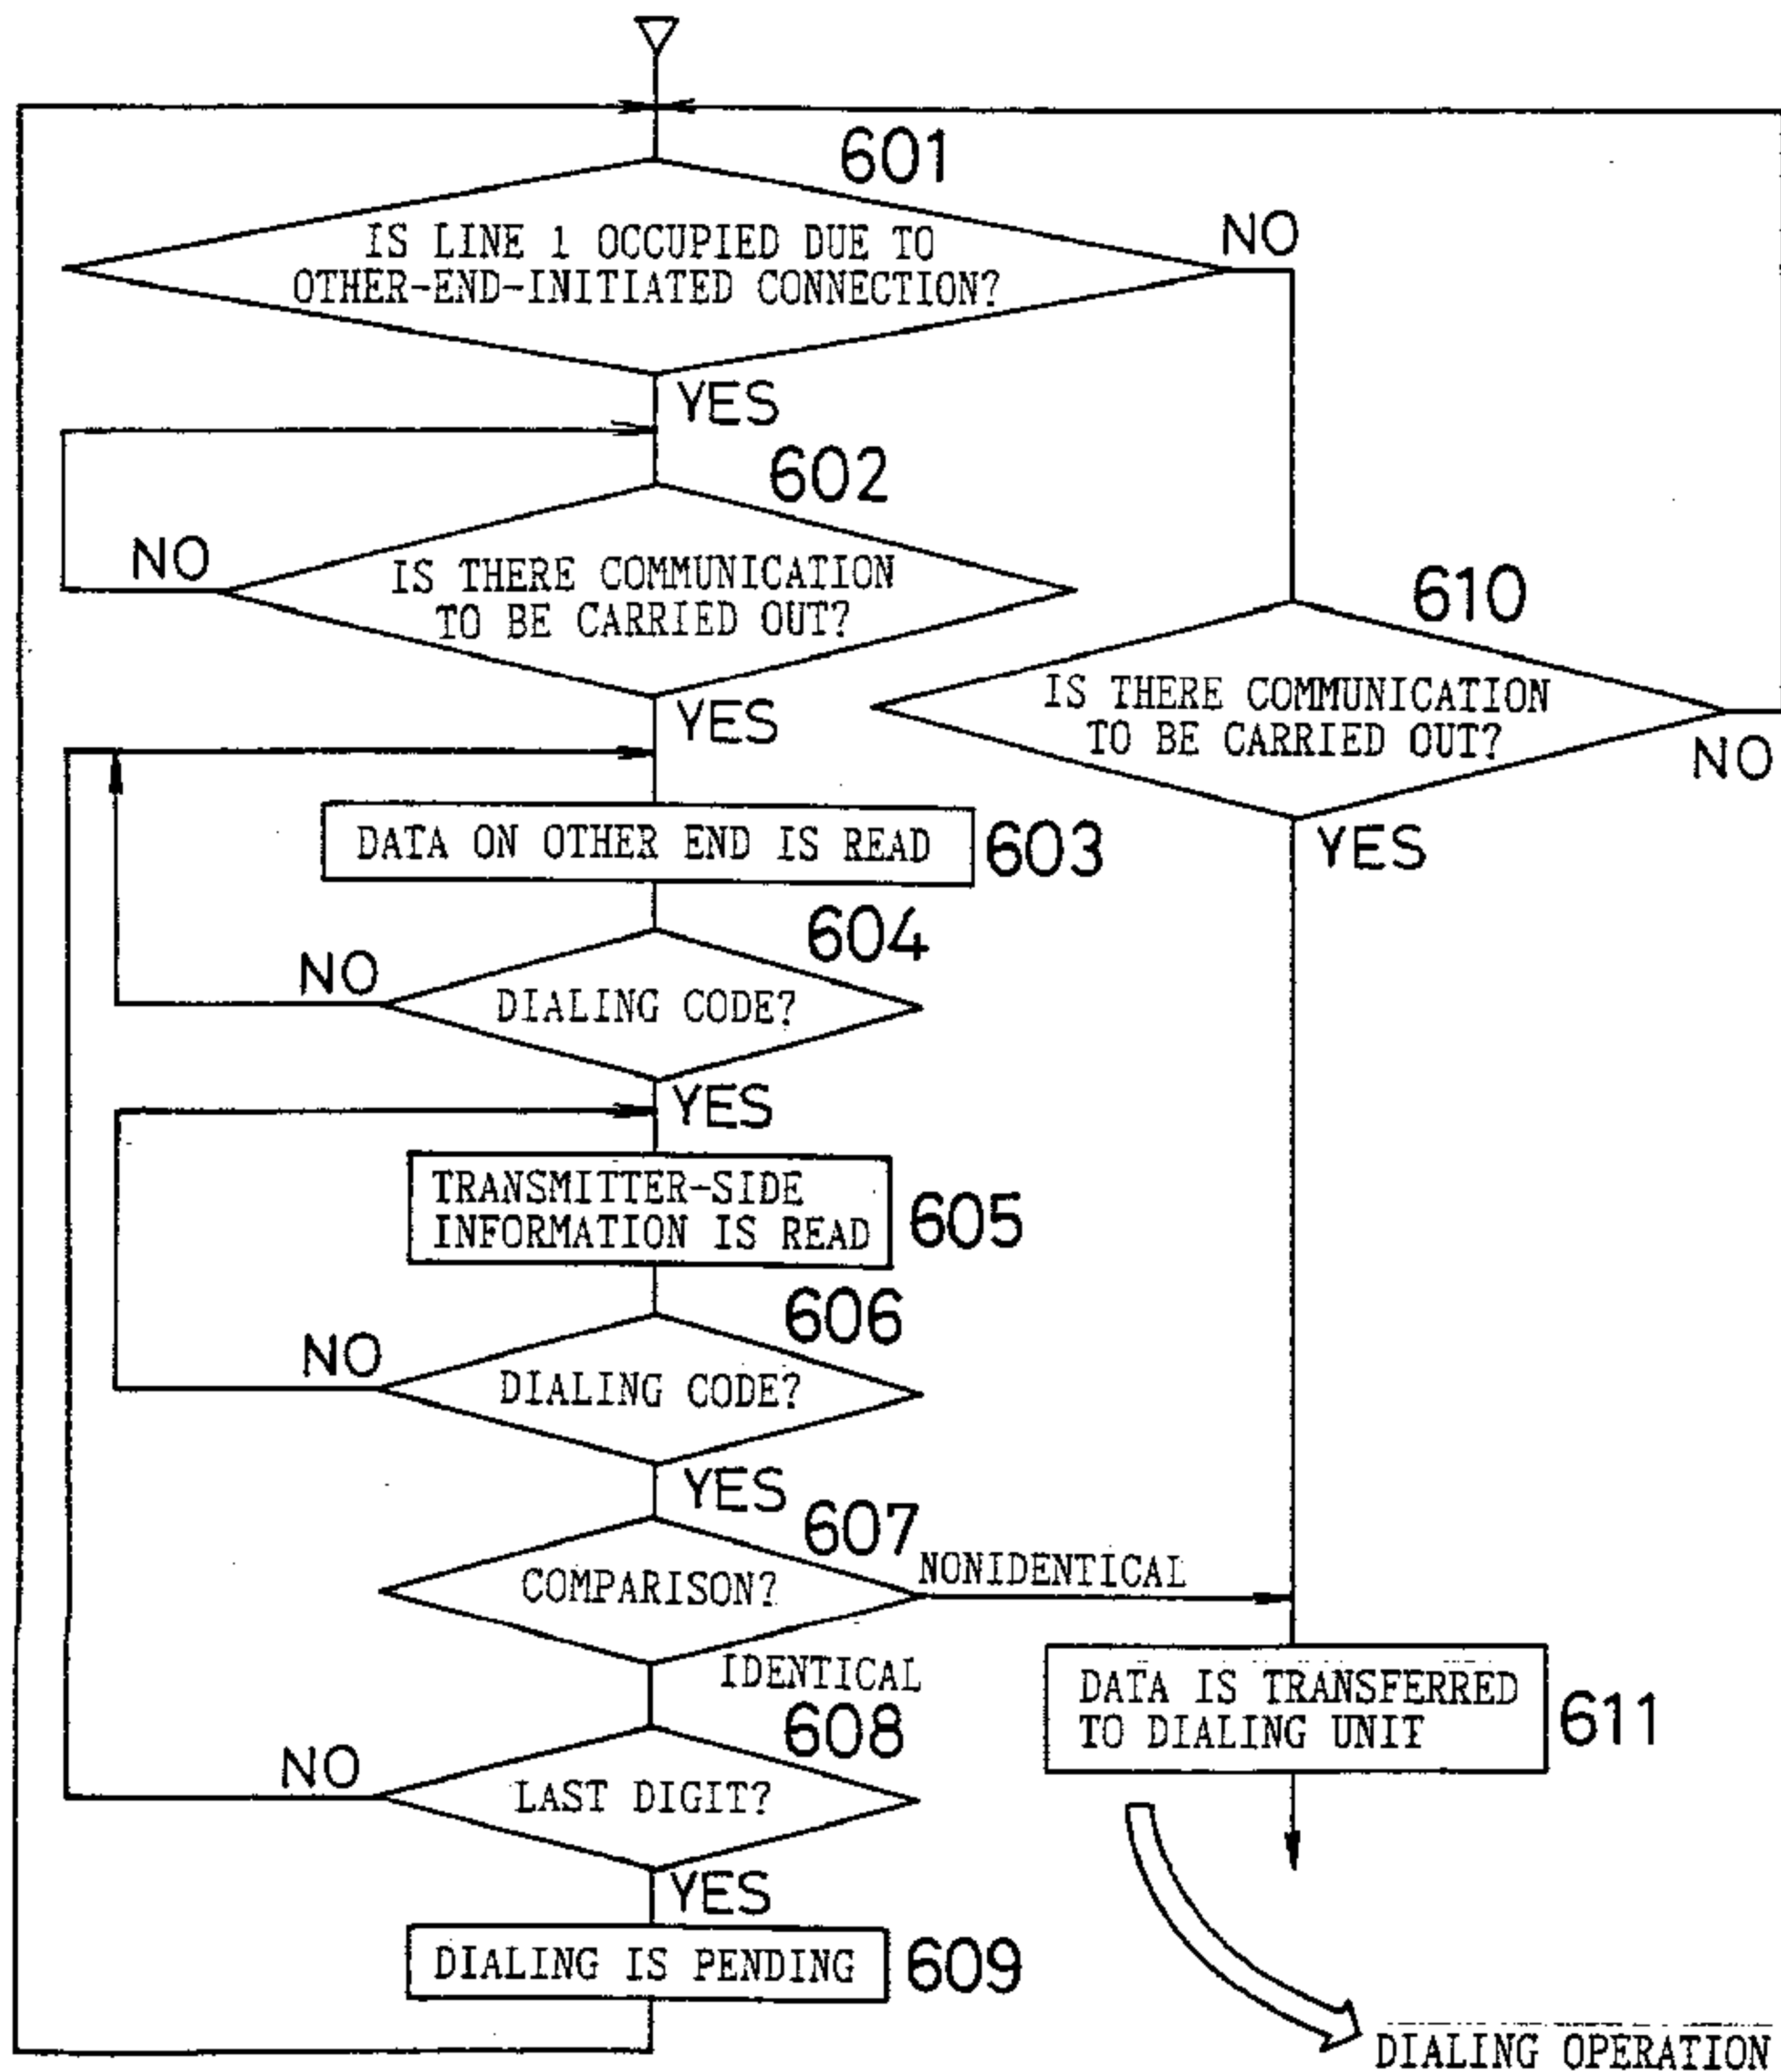 601
IS LINE 1 OCCUPIED DUE TO
OTHER-END-INITIATED CONNECTION?
NO
YES
602
NO
IS THERE COMMUNICATION
TO BE CARRIED OUT?
YES
610
IS THERE COMMUNICATION
TO BE CARRIED OUT?
NO
YES
DATA ON OTHER END IS READ
603
604
NO
DIALING CODE?
YES
TRANSMITTER-SIDE
INFORMATION IS READ
605
606
NO
DIALING CODE?
YES
607
COMPARISON?
NONIDENTICAL
IDENTICAL
608
NO
LAST DIGIT?
YES
DATA IS TRANSFERRED
TO DIALING UNIT
611
DIALING IS PENDING
609
DIALING OPERATION